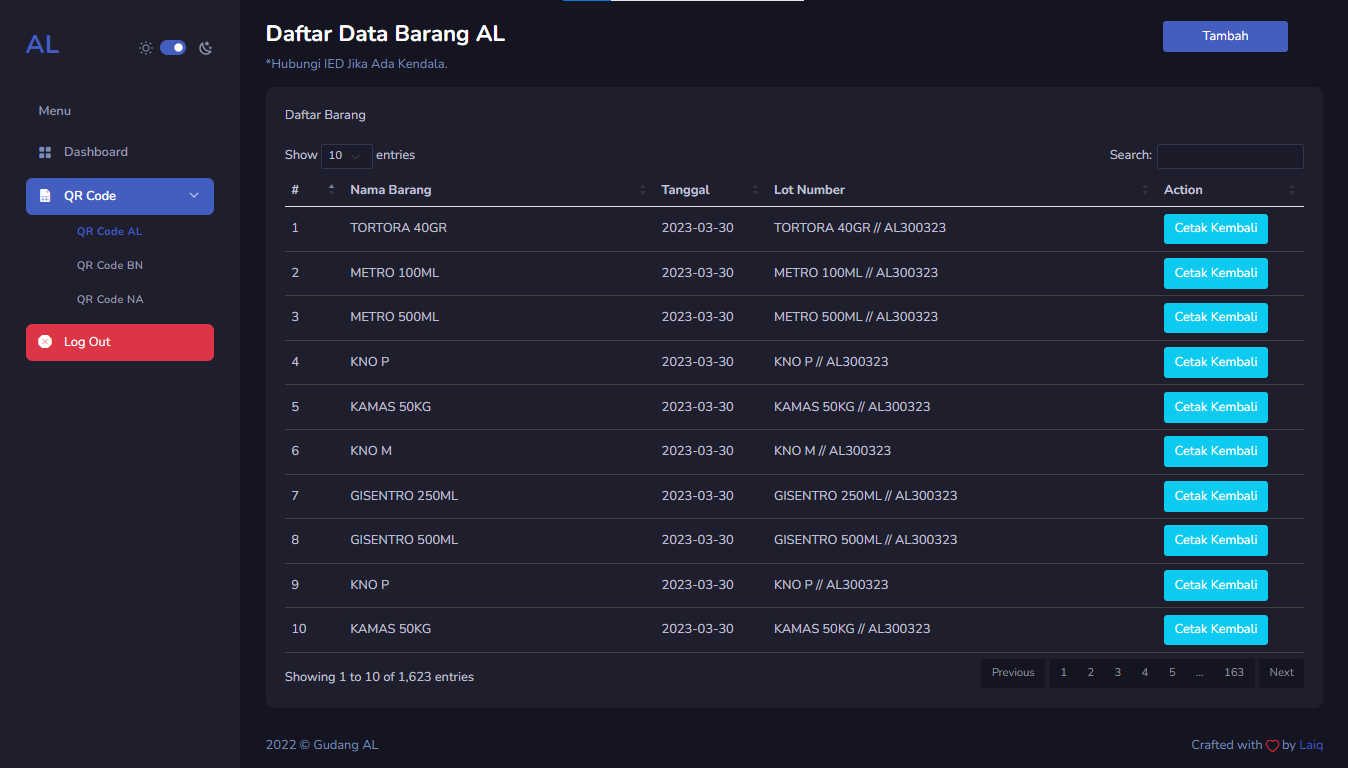 AL
Menu
Dashboard
QR Code
QR Code AL
QR Code BN
QR Code NA
Log Out
Daftar Data Barang AL
*Hubungi IED Jika Ada Kendala.
Tambah
Daftar Barang
Show 10 entries Search:
# Nama Barang Tanggal Lot Number Action
1 TORTORA 40GR 2023-03-30 TORTORA 40GR // AL300323 Cetak Kembali
2 METRO 100ML 2023-03-30 METRO 100ML // AL300323 Cetak Kembali
3 METRO 500ML 2023-03-30 METRO 500ML // AL300323 Cetak Kembali
4 KNO P 2023-03-30 KNO P // AL300323 Cetak Kembali
5 KAMAS 50KG 2023-03-30 KAMAS 50KG // AL300323 Cetak Kembali
6 KNO M 2023-03-30 KNO M // AL300323 Cetak Kembali
7 GISENTRO 250ML 2023-03-30 GISENTRO 250ML // AL300323 Cetak Kembali
8 GISENTRO 500ML 2023-03-30 GISENTRO 500ML // AL300323 Cetak Kembali
9 KNO P 2023-03-30 KNO P // AL300323 Cetak Kembali
10 KAMAS 50KG 2023-03-30 KAMAS 50KG // AL300323 Cetak Kembali
Showing 1 to 10 of 1,623 entries Previous 1 2 3 4 5 ... 163 Next
2022 © Gudang AL Crafted with by Laiq